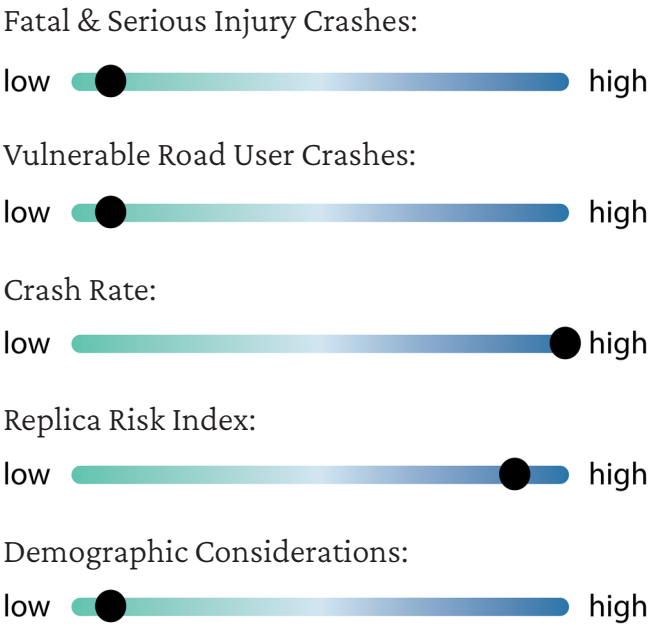 Fatal & Serious Injury Crashes:
low high
Vulnerable Road User Crashes:
low high
Crash Rate:
low high
Replica Risk Index:
low high
Demographic Considerations:
low high